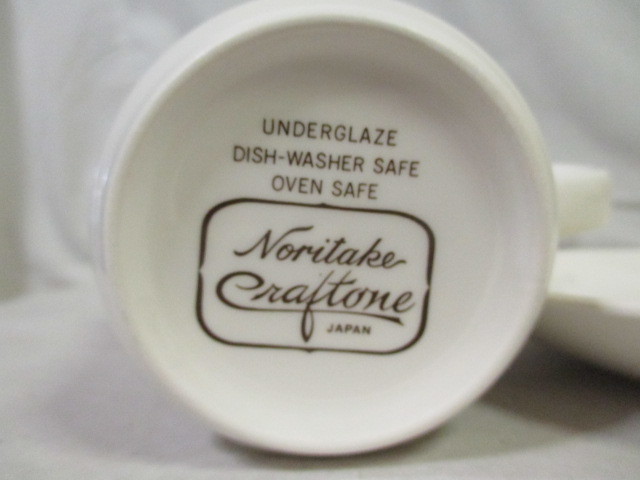 UNDERGLAZE
DISH-WASHER SAFE
OVEN SAFE
Noritake
Craftone
JAPAN